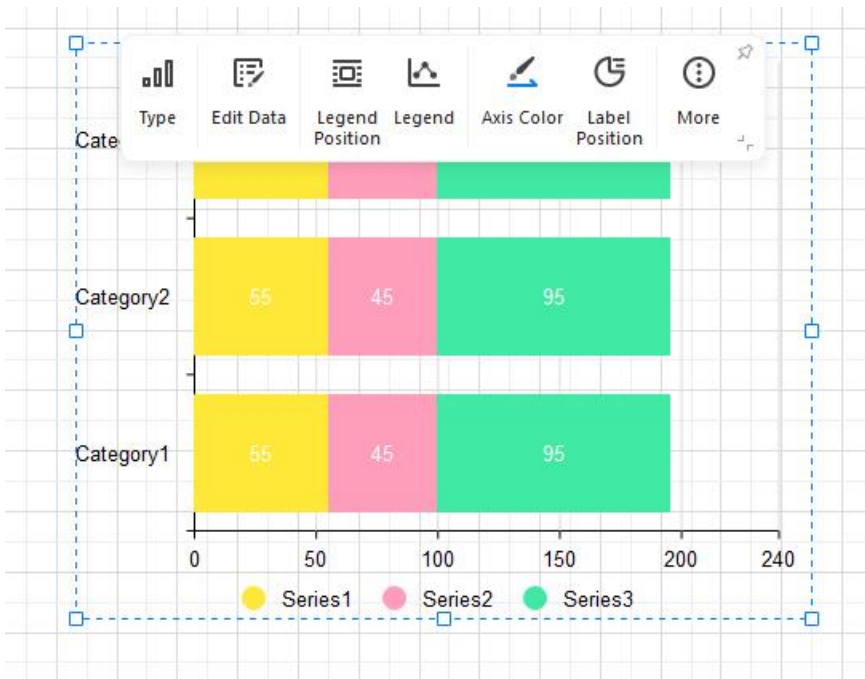 Type
Edit Data
Legend
Position
Legend
Axis Color
Label
Position
More
Cate
Category2
55
45
95
Category1
55
45
95
0 50 100 150 200 240
Series1 Series2 Series3